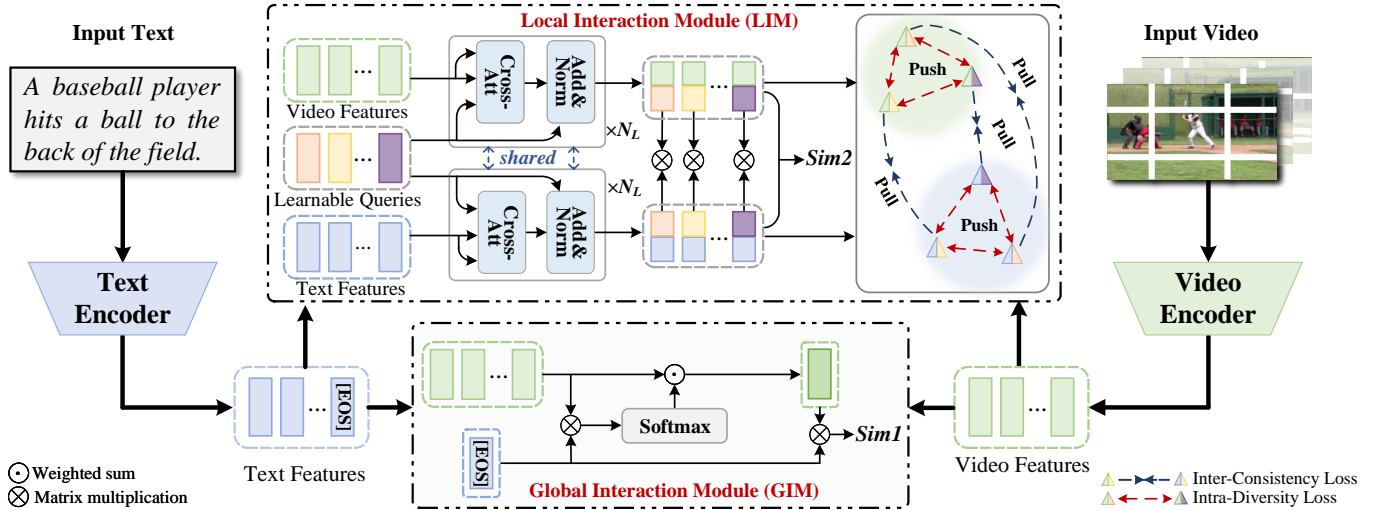 Input Text
A baseball player
hits a ball to the
back of the field.
Text
Encoder
[EOS]
Text Features
Weighted sum
Matrix multiplication
Local Interaction Module (LIM)
Video Features
Learnable Queries
Text Features
Cross-
Att
Add&
Norm
×N_L
shared
Cross-
Att
Add&
Norm
×N_L
Sim2
Push
Pull
Pull
Pull
Push
Softmax
[EOS]
Sim1
Global Interaction Module (GIM)
Input Video
Video
Encoder
Video Features
Inter-Consistency Loss
Intra-Diversity Loss